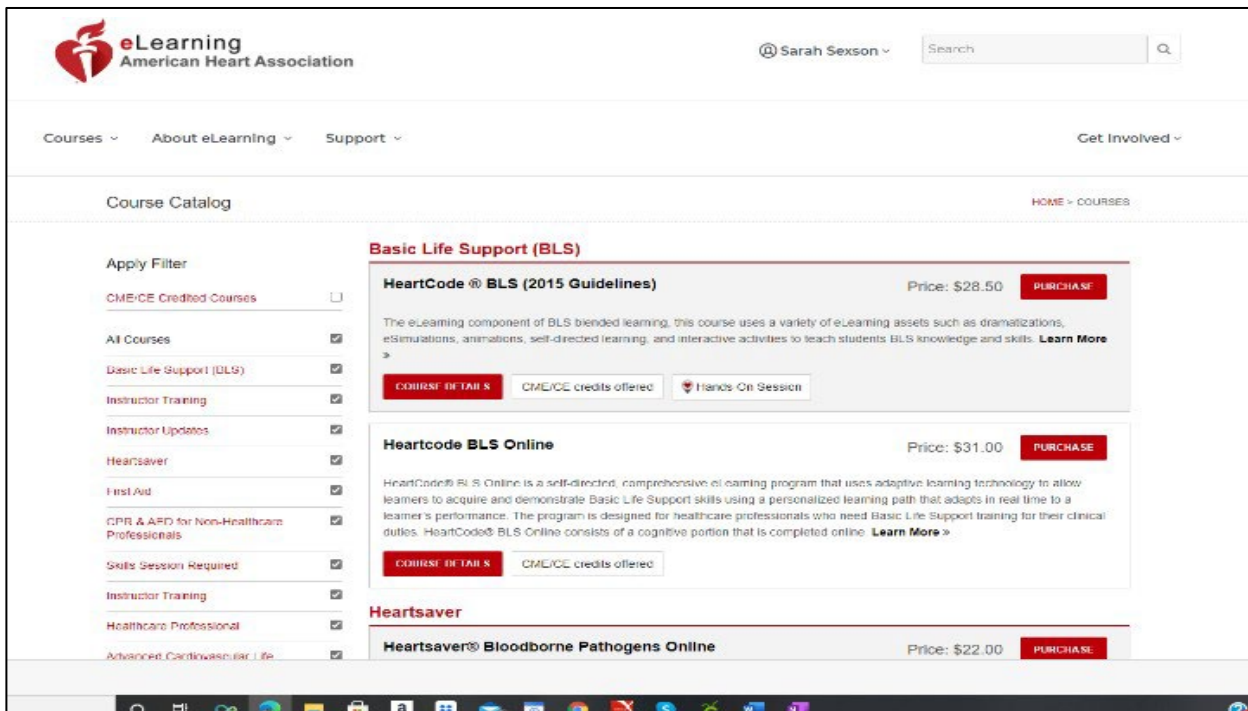 eLearning
American Heart Association
Sarah Sexson
Search
Courses
About eLearning
Support
Get Involved
Course Catalog
HOME > COURSES
Apply Filter
CME/CE Credited Courses
All Courses
Basic Life Support (BLS)
Instructor Training
Instructor Updates
Heartsaver
First Aid
CPR & AED for Non-Healthcare
Professionals
Skills Session Required
Instructor Training
Healthcare Professional
Advanced Cardiovascular Life
Basic Life Support (BLS)
HeartCode ® BLS (2015 Guidelines)
Price: $28.50
PURCHASE
The eLearning component of BLS blended learning, this course uses a variety of eLearning assets such as dramatizations,
eSimulations, animations, self-directed learning, and interactive activities to teach students BLS knowledge and skills. Learn More
»
COURSE DETAILS
CME/CE credits offered
Hands-On Session
Heartcode BLS Online
Price: $31.00
PURCHASE
HeartCode® BLS Online is a self-directed, comprehensive eLearning program that uses adaptive learning technology to allow
learners to acquire and demonstrate Basic Life Support skills using a personalized learning path that adapts in real time to a
learner's performance. The program is designed for healthcare professionals who need Basic Life Support training for their clinical
duties. HeartCode® BLS Online consists of a cognitive portion that is completed online. Learn More »
COURSE DETAILS
CME/CE credits offered
Heartsaver
Heartsaver® Bloodborne Pathogens Online
Price: $22.00
PURCHASE